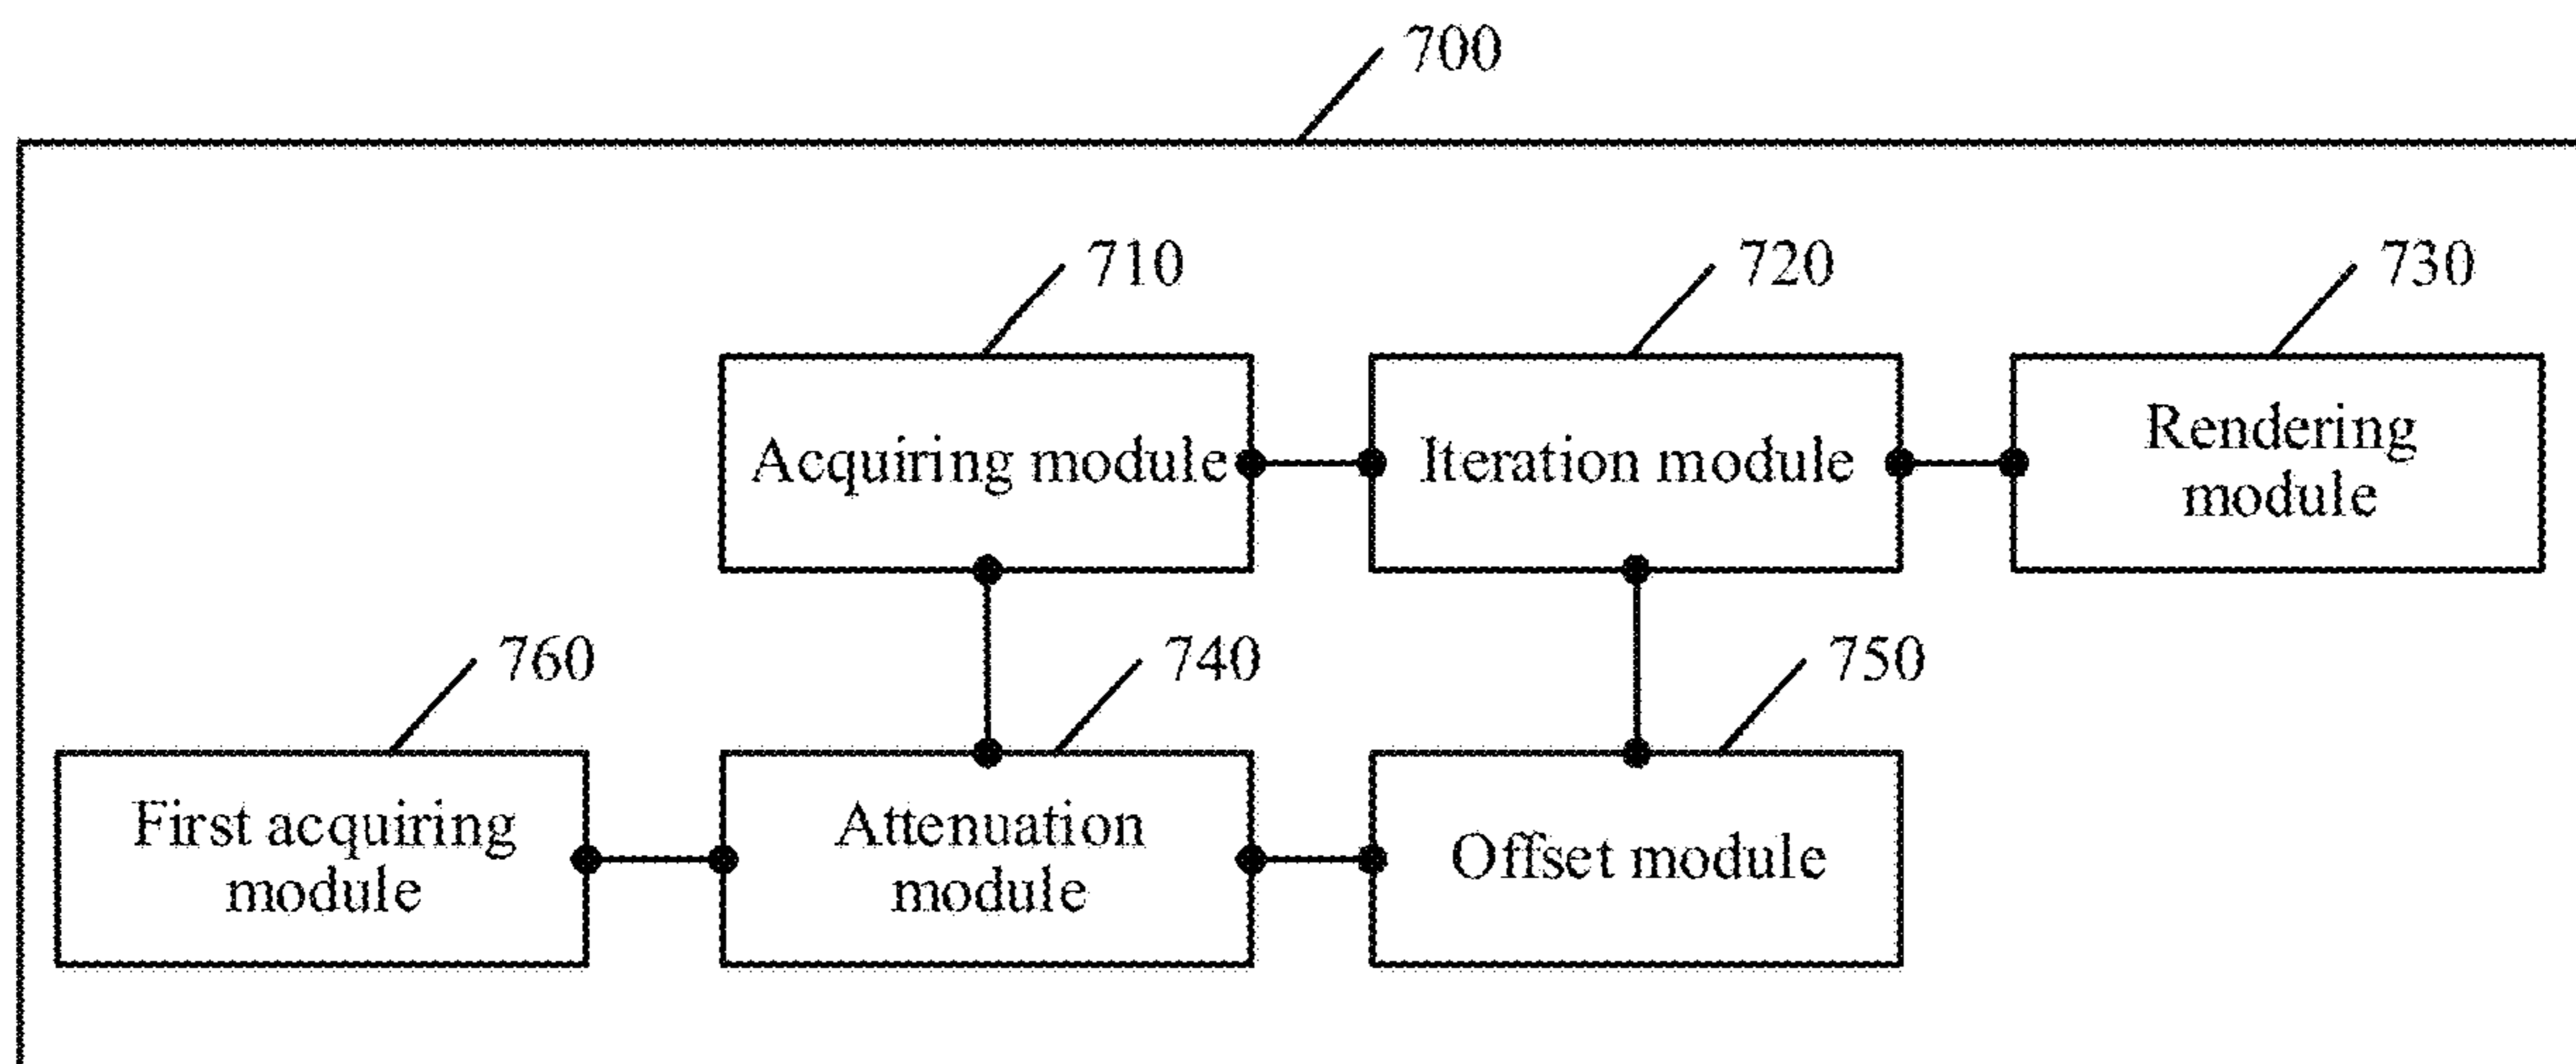 700
710
720
730
Acquiring module
Iteration module
Rendering
module
760
740
750
First acquiring
module
Attenuation
module
Offset module